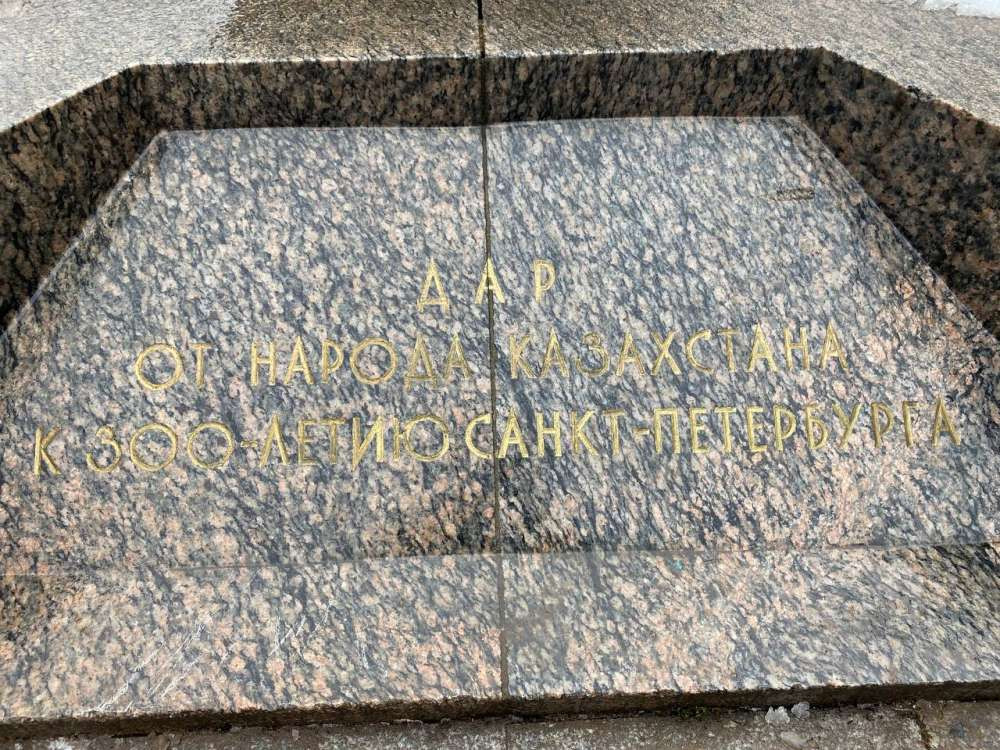 ДАР
ОТ НАРОДА КАЗАХСТАНА
К 300-ЛЕТИЮ САНКТ-ПЕТЕРБУРГА